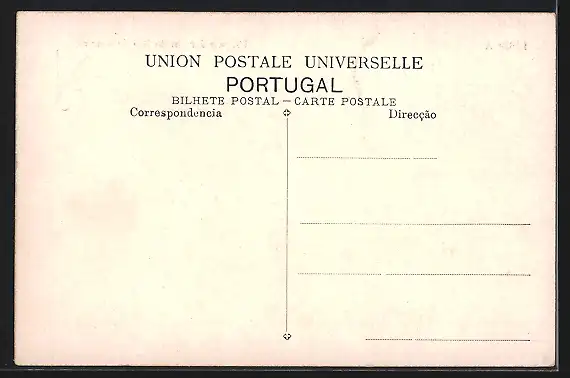 UNION POSTALE UNIVERSELLE
PORTUGAL
BILHETE POSTAL — CARTE POSTALE
Correspondencia
Direcção